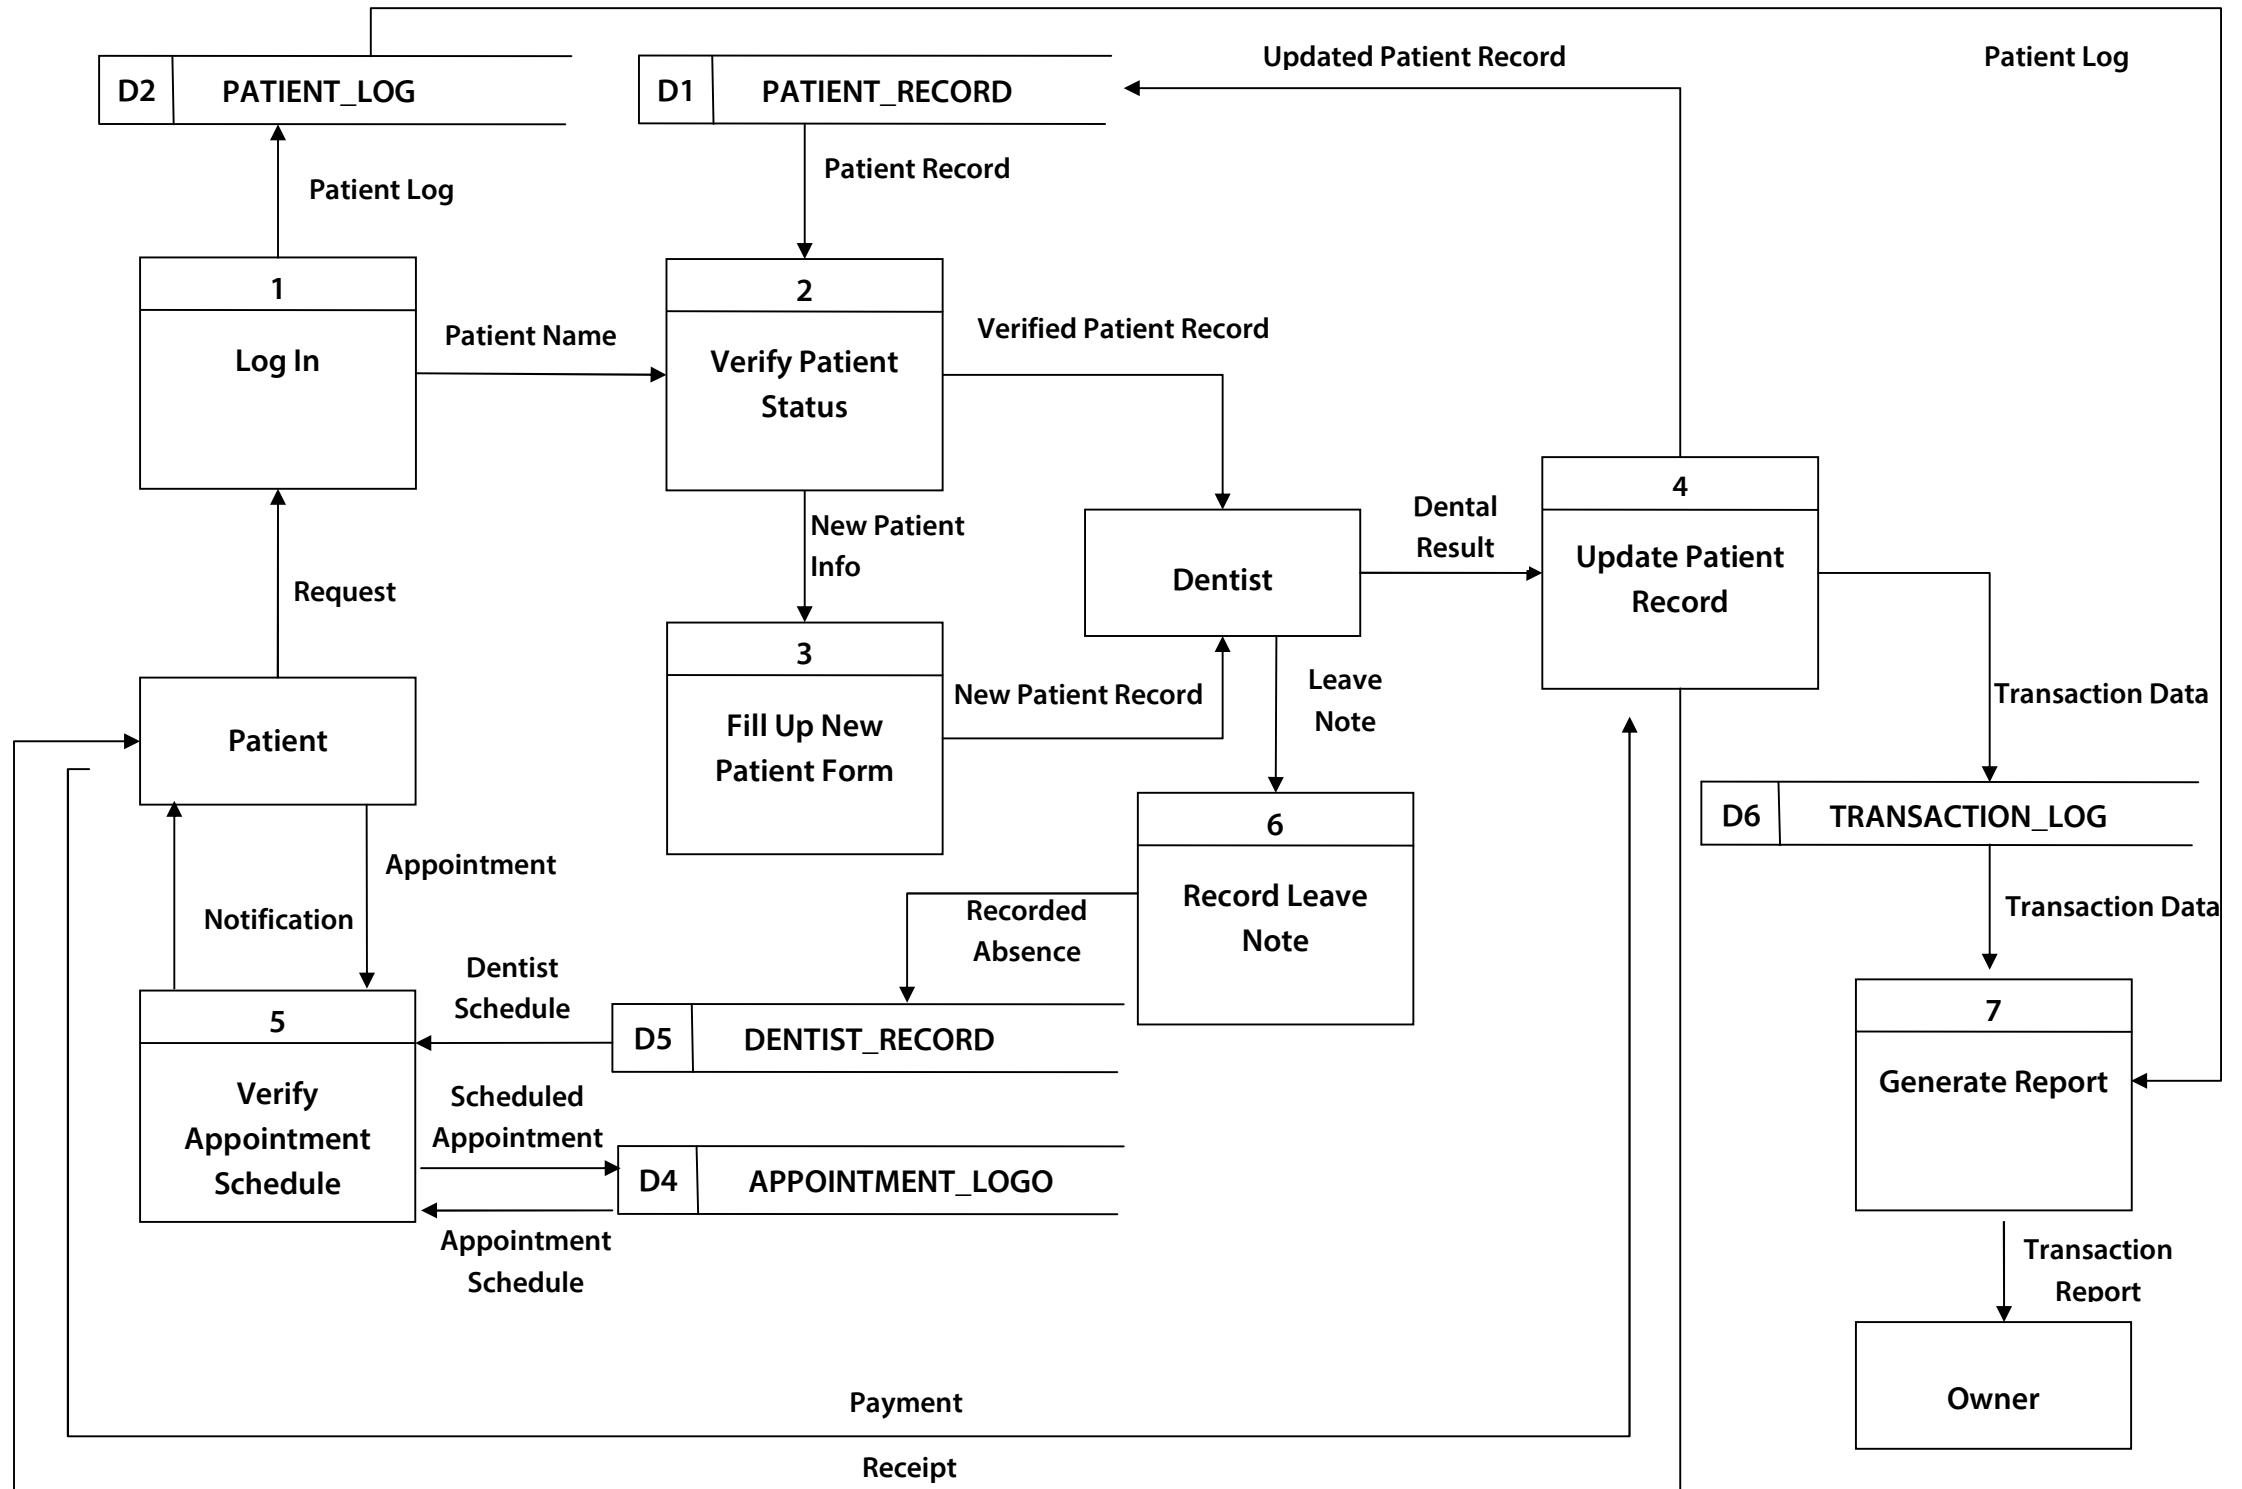 Updated Patient Record
Patient Log
D2 PATIENT_LOG
D1 PATIENT_RECORD
Patient Record
Patient Log
1
Log In
Patient Name
2
Verify Patient
Status
Verified Patient Record
New Patient
Info
Request
Dentist
Dental
Result
4
Update Patient
Record
3
Fill Up New
Patient Form
New Patient Record
Leave
Note
Transaction Data
Patient
D6 TRANSACTION_LOG
6
Record Leave
Note
Appointment
Notification
Recorded
Absence
Transaction Data
Dentist
Schedule
5
Verify
Appointment
Schedule
D5 DENTIST_RECORD
7
Generate Report
Scheduled
Appointment
D4 APPOINTMENT_LOGO
Appointment
Schedule
Transaction
Report
Owner
Payment
Receipt